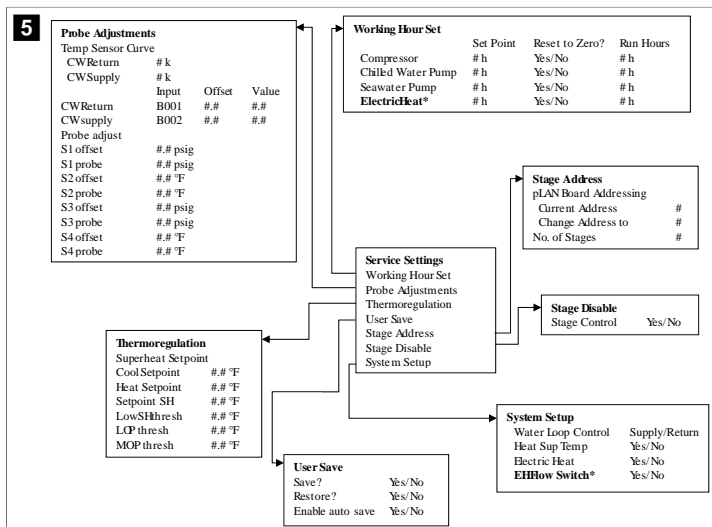 5
Probe Adjustments
Temp Sensor Curve
CWReturn # k
CWSupply # k
Input Offset Value
CWReturn B001 #.# #.#
CWsupply B002 #.# #.#
Probe adjust
S1 offset #.# psig
S1 probe #.# psig
S2 offset #.# °F
S2 probe #.# °F
S3 offset #.# psig
S3 probe #.# psig
S4 offset #.# °F
S4 probe #.# °F
Working Hour Set
Set Point Reset to Zero? Run Hours
Compressor # h Yes/No # h
Chilled Water Pump # h Yes/No # h
Seawater Pump # h Yes/No # h
ElectricHeat* # h Yes/No # h
Stage Address
pLAN Board Addressing
Current Address #
Change Address to #
No. of Stages #
Service Settings
Working Hour Set
Probe Adjustments
Thermoregulation
User Save
Stage Address
Stage Disable
System Setup
Stage Disable
Stage Control Yes/No
Thermoregulation
Superheat Setpoint
Cool Setpoint #.# °F
Heat Setpoint #.# °F
Setpoint SH #.# °F
LowSHthresh #.# °F
LOP thresh #.# °F
MOP thresh #.# °F
System Setup
Water Loop Control Supply/Return
Heat Sup Temp Yes/No
Electric Heat Yes/No
EHFlow Switch* Yes/No
User Save
Save? Yes/No
Restore? Yes/No
Enable auto save Yes/No